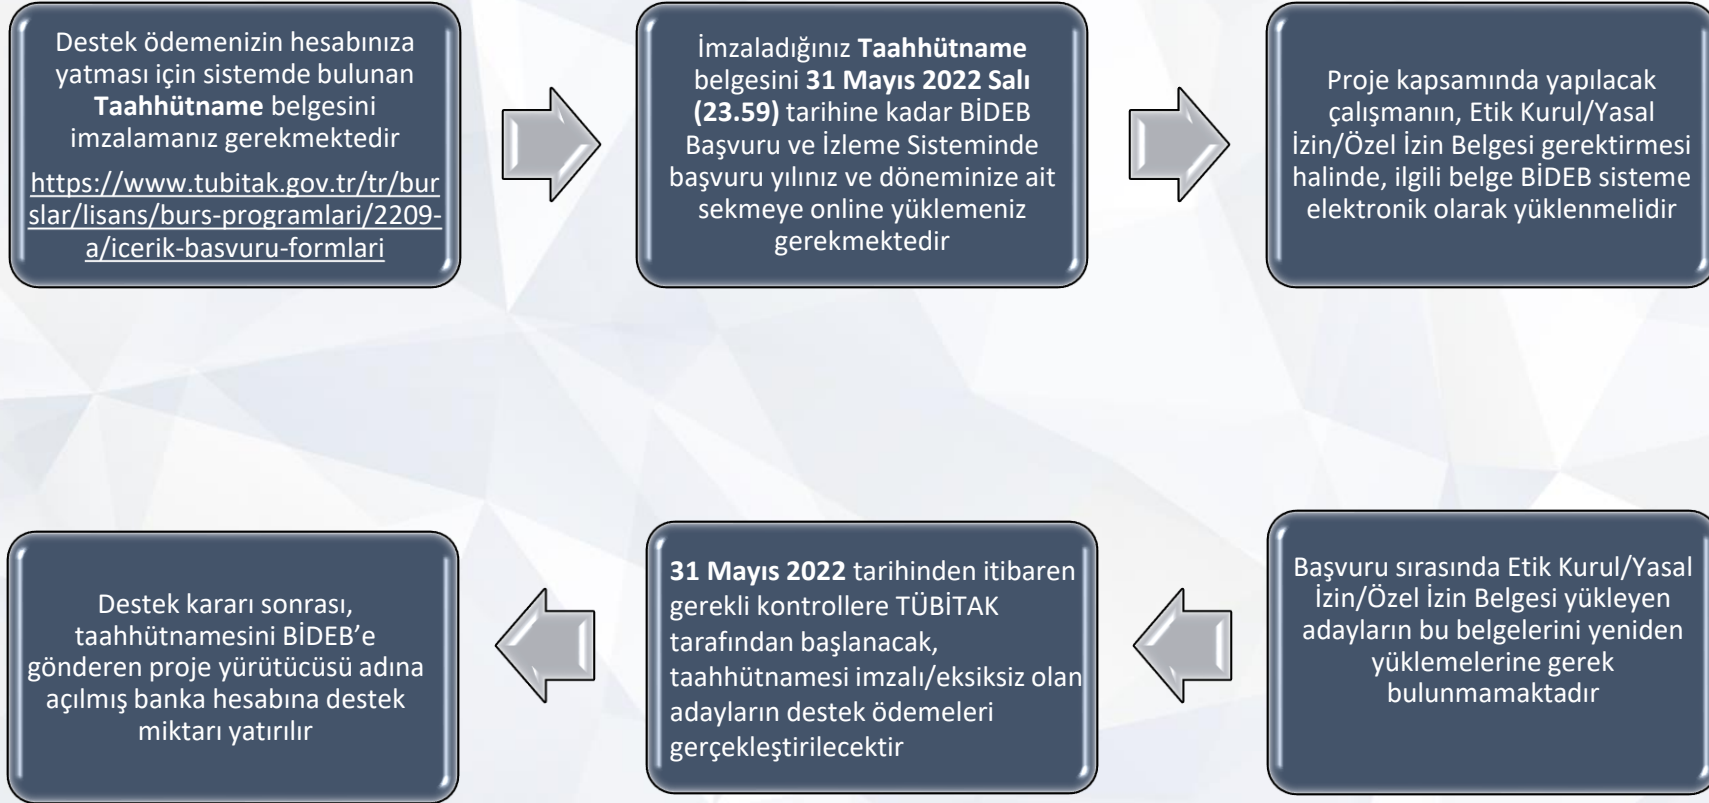 Destek ödemenizin hesabınıza
yatması için sistemde bulunan
Taahhütname belgesini
imzalamanız gerekmektedir
https://www.tubitak.gov.tr/tr/bur
slar/lisans/burs-programlari/2209-
a/icerik-basvuru-formlari
İmzaladığınız Taahhütname
belgesini 31 Mayıs 2022 Salı
(23.59) tarihine kadar BİDEB
Başvuru ve İzleme Sisteminde
başvuru yılınız ve döneminize ait
sekmeye online yüklemeniz
gerekmektedir
Proje kapsamında yapılacak
çalışmanın, Etik Kurul/Yasal
İzin/Özel İzin Belgesi gerektirmesi
halinde, ilgili belge BİDEB sisteme
elektronik olarak yüklenmelidir
Başvuru sırasında Etik Kurul/Yasal
İzin/Özel İzin Belgesi yükleyen
adayların bu belgelerini yeniden
yüklemelerine gerek
bulunmamaktadır
31 Mayıs 2022 tarihinden itibaren
gerekli kontrollere TÜBİTAK
tarafından başlanacak,
taahhütnamesi imzalı/eksiksiz olan
adayların destek ödemeleri
gerçekleştirilecektir
Destek kararı sonrası,
taahhütnamesini BİDEB’e
gönderen proje yürütücüsü adına
açılmış banka hesabına destek
miktarı yatırılır